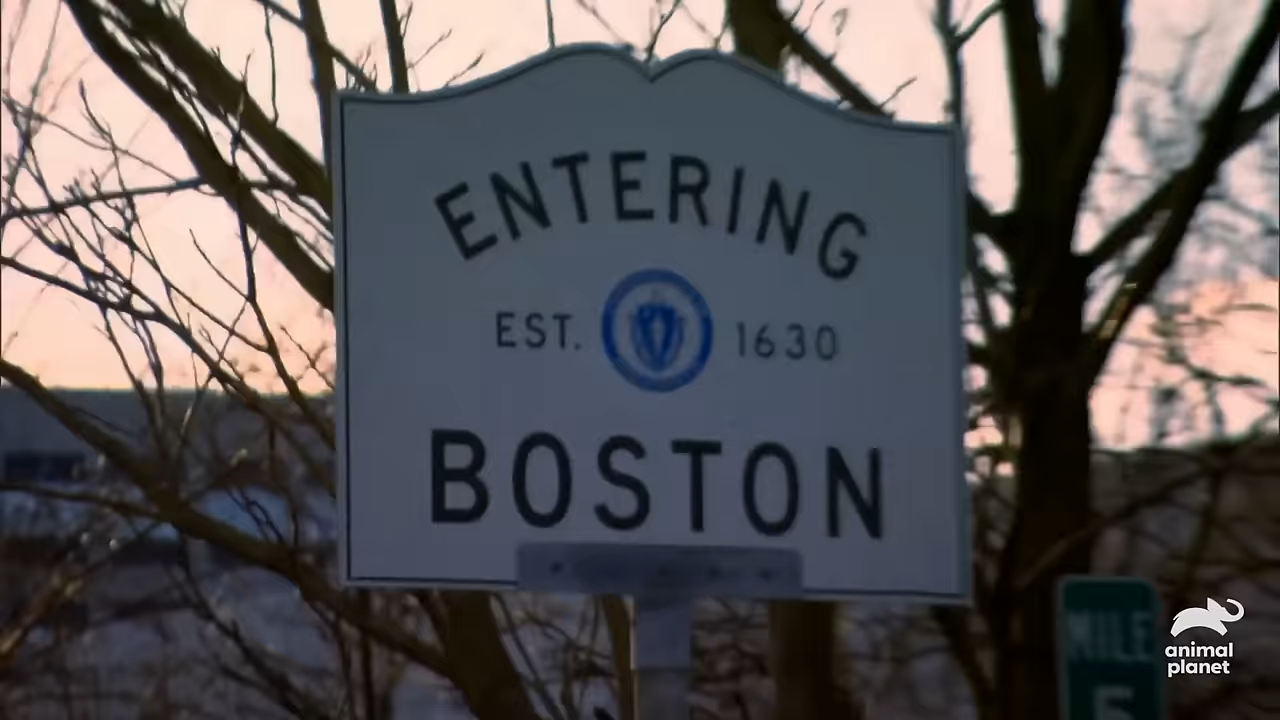 ENTERING
EST. 1630
BOSTON
MILE
animal
planet